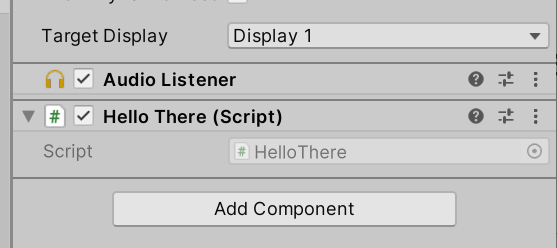 Target Display Display 1
Audio Listener
# Hello There (Script)
Script # HelloThere
Add Component